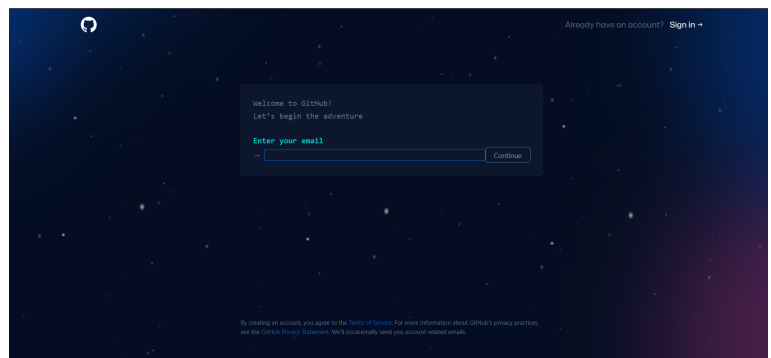 Already have an account? Sign in →
Welcome to GitHub!
Let's begin the adventure
Enter your email
→
Continue
By creating an account, you agree to the Terms of Service. For more information about GitHub's privacy practices,
see the GitHub Privacy Statement. We'll occasionally send you account-related emails.